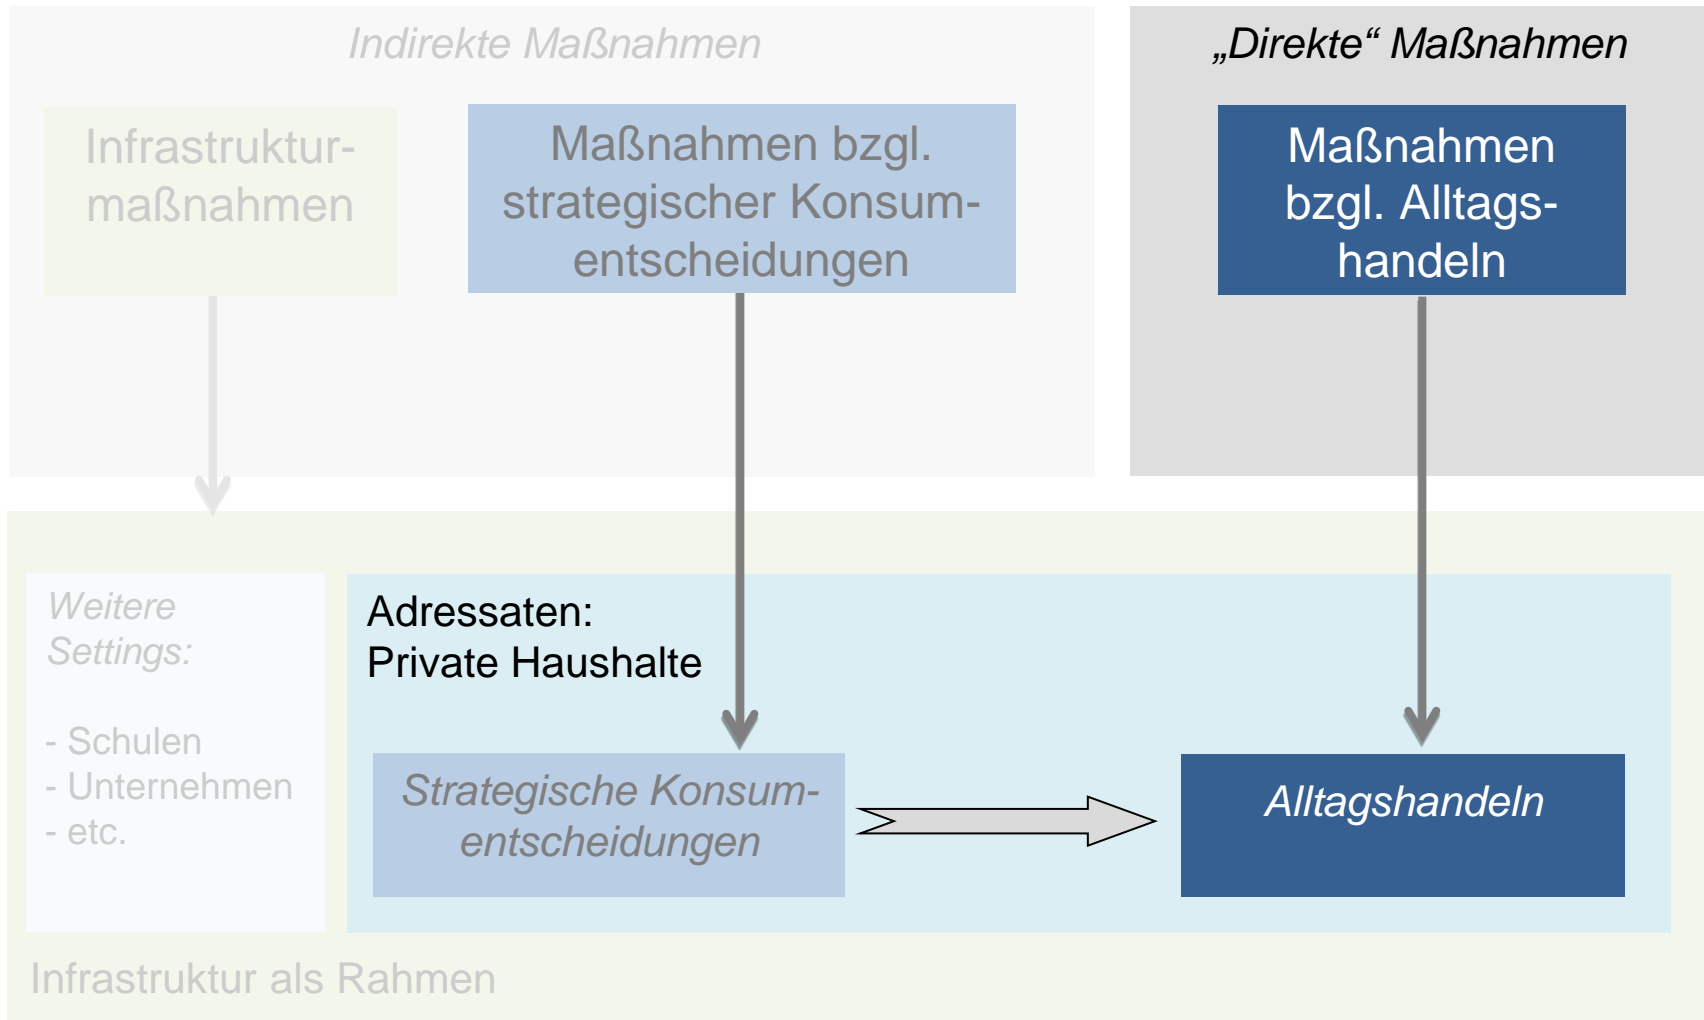 Indirekte Maßnahmen
„Direkte“ Maßnahmen
Infrastruktur-
maßnahmen
Maßnahmen bzgl.
strategischer Konsum-
entscheidungen
Maßnahmen
bzgl. Alltags-
handeln
Weitere
Settings:
- Schulen
- Unternehmen
- etc.
Adressaten:
Private Haushalte
Strategische Konsum-
entscheidungen
Alltagshandeln
Infrastruktur als Rahmen